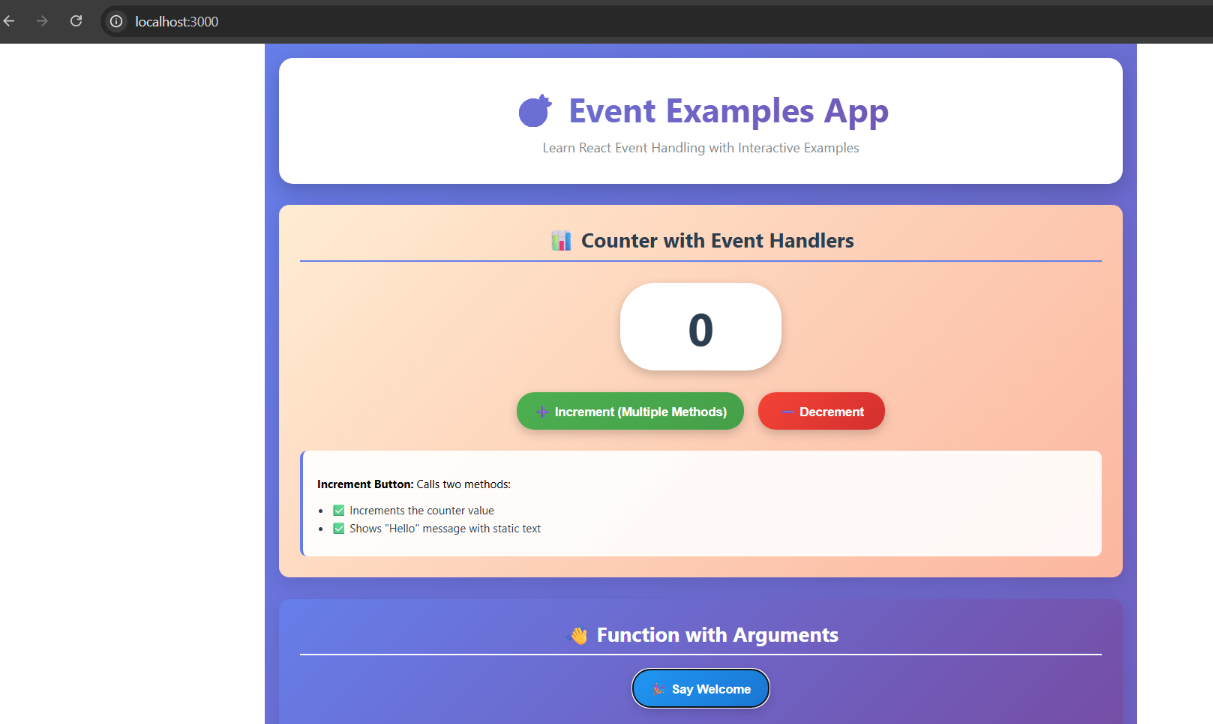 localhost:3000
Event Examples App
Learn React Event Handling with Interactive Examples
Counter with Event Handlers
0
Increment (Multiple Methods)
Decrement
Increment Button: Calls two methods:
Increments the counter value
Shows "Hello" message with static text
Function with Arguments
Say Welcome